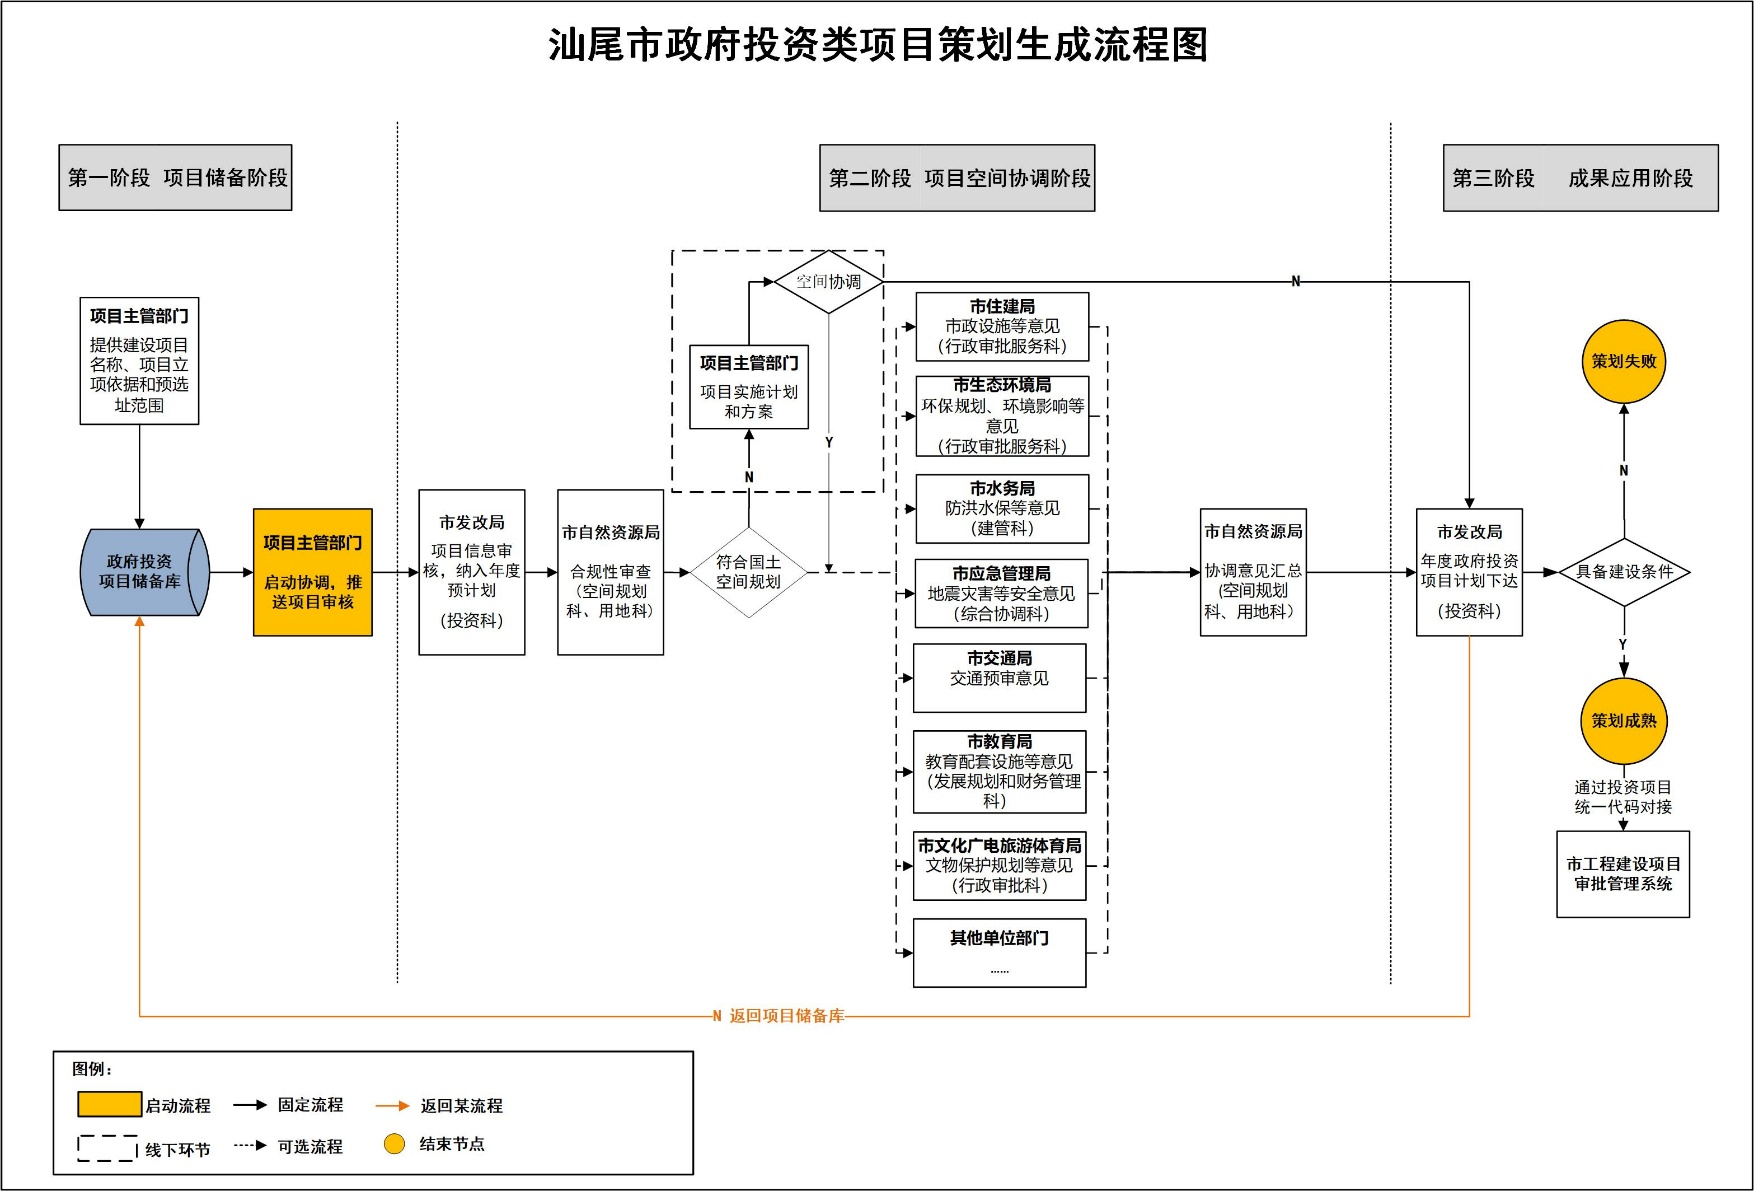 汕尾市政府投资类项目策划生成流程图
第一阶段 项目储备阶段
第二阶段 项目空间协调阶段
第三阶段 成果应用阶段
项目主管部门
提供建设项目
名称、项目立
项依据和预选
址范围
政府投资
项目储备库
项目主管部门
启动协调，推
送项目审核
市发改局
项目信息审
核，纳入年度
预计划
（投资科）
市自然资源局
合规性审查
（空间规划
科、用地科）
符合国土
空间规划
N
项目主管部门
项目实施计划
和方案
空间协调
Y
N
市住建局
市政设施等意见
（行政审批服务科）
市生态环境局
环保规划、环境影响等
意见
（行政审批服务科）
市水务局
防洪水保等意见
（建管科）
市应急管理局
地震灾害等安全意见
（综合协调科）
市交通局
交通预审意见
市教育局
教育配套设施等意见
（发展规划和财务管理
科）
市文化广电旅游体育局
文物保护规划等意见
（行政审批科）
其他单位部门
……
市自然资源局
协调意见汇总
（空间规划
科、用地科）
市发改局
年度政府投资
项目计划下达
（投资科）
具备建设条件
N
策划失败
Y
策划成熟
通过投资项目
统一代码对接
市工程建设项目
审批管理系统
N 返回项目储备库
图例：
启动流程 固定流程 返回某流程
线下环节 可选流程 结束节点